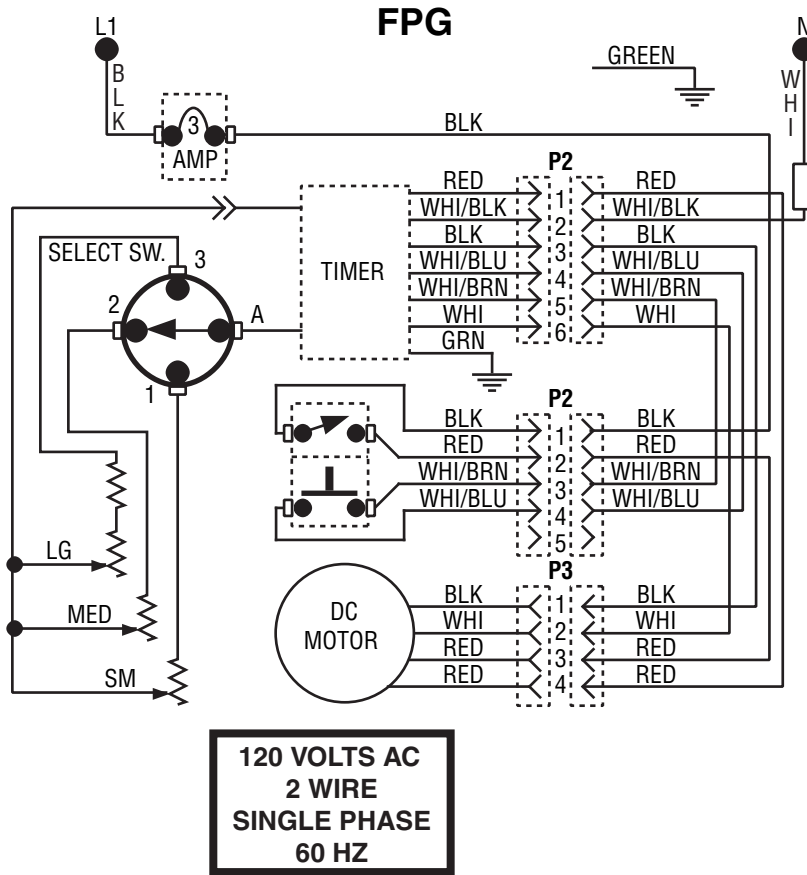 FPG
L1
N
GREEN
BLK
WHI
3
AMP
BLK
P2
RED 1 RED
WHI/BLK 2 WHI/BLK
BLK 3 BLK
WHI/BLU 4 WHI/BLU
WHI/BRN 5 WHI/BRN
WHI 6 WHI
GRN
TIMER
SELECT SW.
3
2
A
1
P2
BLK 1 BLK
RED 2 RED
WHI/BRN 3 WHI/BRN
WHI/BLU 4 WHI/BLU
5
LG
MED
SM
P3
DC
MOTOR
BLK 1 BLK
WHI 2 WHI
RED 3 RED
RED 4 RED
120 VOLTS AC
2 WIRE
SINGLE PHASE
60 HZ